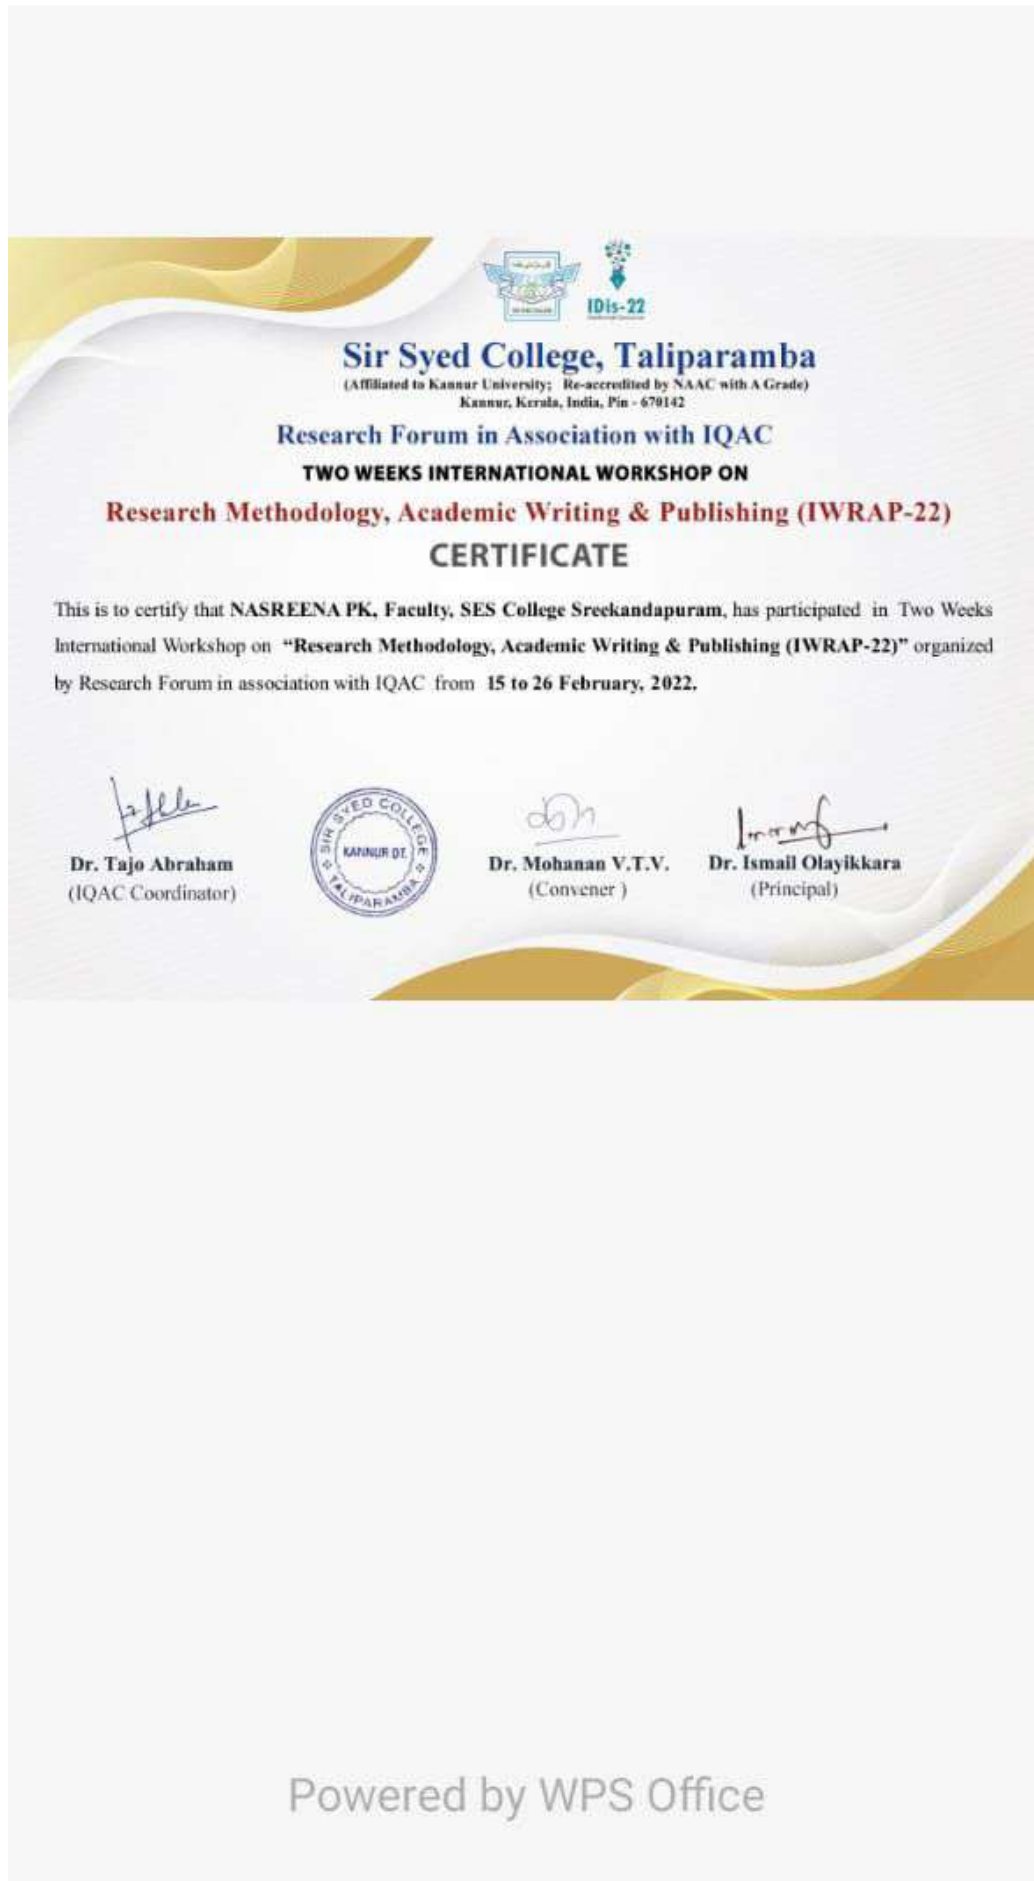 IDis-22
Sir Syed College, Taliparamba
(Affiliated to Kannur University; Re-accredited by NAAC with A Grade)
Kannur, Kerala, India, Pin - 670142
Research Forum in Association with IQAC
TWO WEEKS INTERNATIONAL WORKSHOP ON
Research Methodology, Academic Writing & Publishing (IWRAP-22)
CERTIFICATE
This is to certify that NASREENA PK, Faculty, SES College Sreekandapuram, has participated in Two Weeks
International Workshop on “Research Methodology, Academic Writing & Publishing (IWRAP-22)” organized
by Research Forum in association with IQAC from 15 to 26 February, 2022.
SIR SYED COLLEGE
KANNUR DT.
TALIPARAMBA
Dr. Tajo Abraham
(IQAC Coordinator)
Dr. Mohanan V.T.V.
(Convener )
Dr. Ismail Olayikkara
(Principal)
Powered by WPS Office